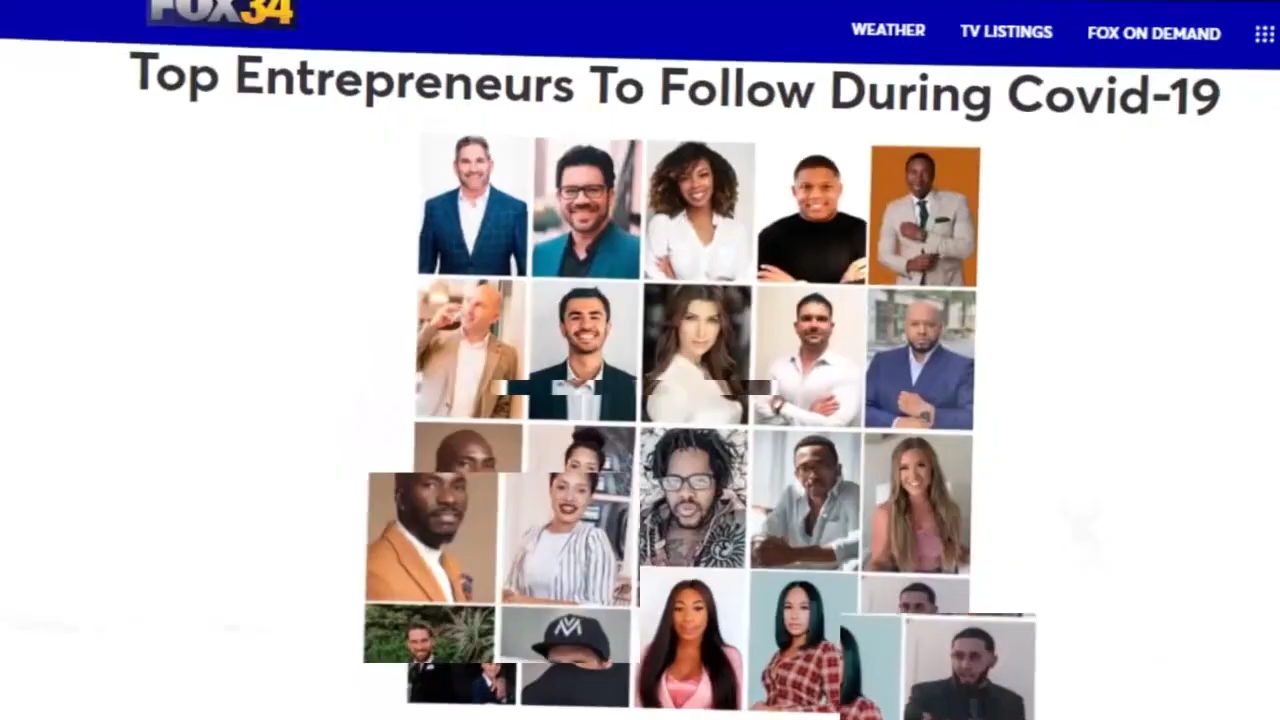 FOX34
WEATHER TV LISTINGS FOX ON DEMAND
Top Entrepreneurs To Follow During Covid-19